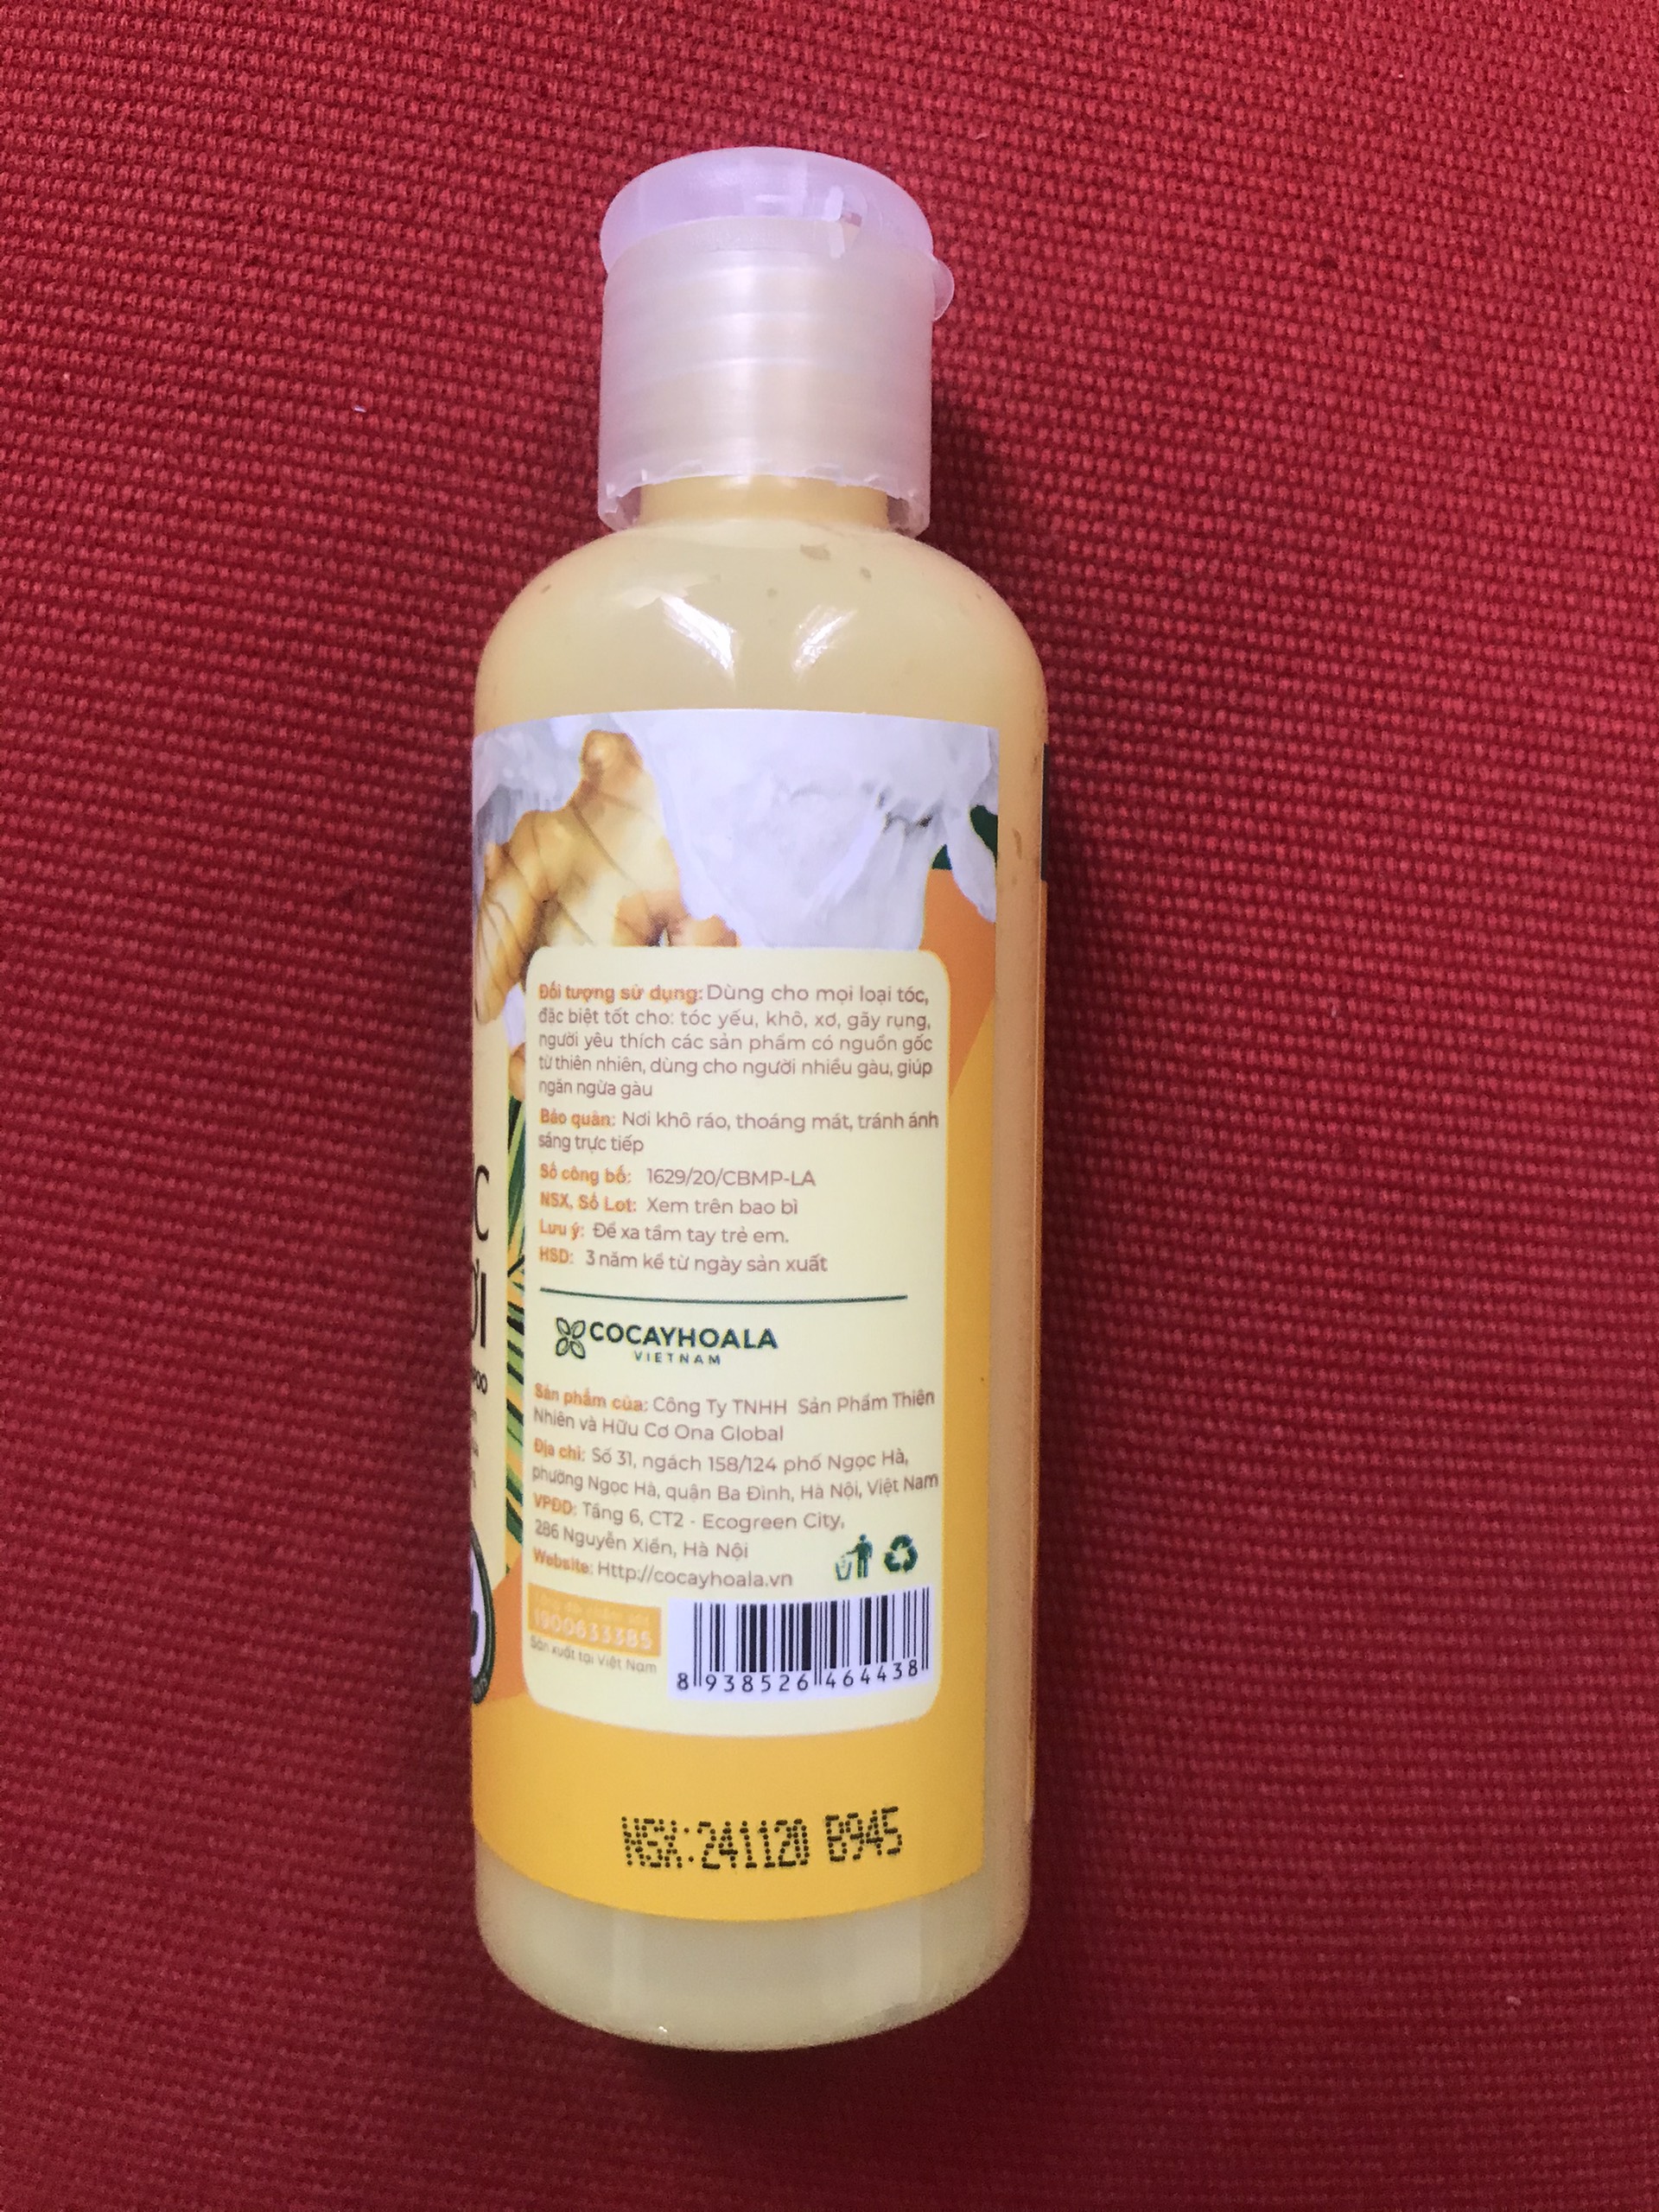 Đối tượng sử dụng: Dùng cho mọi loại tóc,
đặc biệt tốt cho: tóc yếu, khô, xơ, gãy rụng,
người yêu thích các sản phẩm có nguồn gốc
từ thiên nhiên, dùng cho người nhiều gàu, giúp
ngăn ngừa gàu
Bảo quản: Nơi khô ráo, thoáng mát, tránh ánh
sáng trực tiếp
Số công bố: 1629/20/CBMP-LA
NSX, Số Lot: Xem trên bao bì
Lưu ý: Để xa tầm tay trẻ em.
HSD: 3 năm kể từ ngày sản xuất
COCAYHOALA
VIETNAM
Sản phẩm của: Công Ty TNHH Sản Phẩm Thiên
Nhiên và Hữu Cơ Ona Global
Địa chỉ: Số 31, ngách 158/124 phố Ngọc Hà,
phường Ngọc Hà, quận Ba Đình, Hà Nội, Việt Nam
VPĐD: Tầng 6, CT2 - Ecogreen City,
286 Nguyễn Xiển, Hà Nội
Website: Http://cocayhoala.vn
1900633385
Sản xuất tại Việt Nam
8 938526 464438
NSX:241120 B945